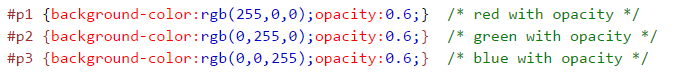 #p1 {background-color:rgb(255,0,0);opacity:0.6;}  /* red with opacity */
#p2 {background-color:rgb(0,255,0);opacity:0.6;}  /* green with opacity */
#p3 {background-color:rgb(0,0,255);opacity:0.6;}  /* blue with opacity */